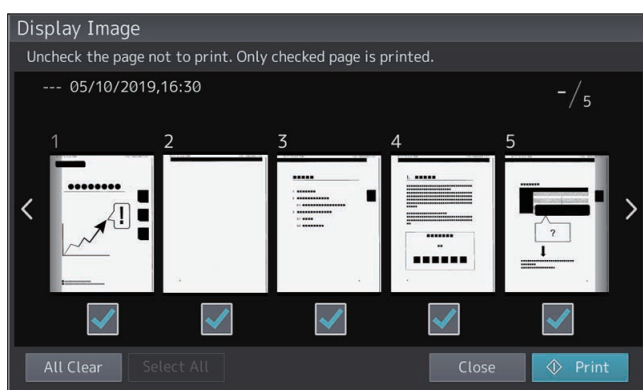 Display Image
Uncheck the page not to print. Only checked page is printed.
--- 05/10/2019,16:30
-/5
1 2 3 4 5
!
1.
?
All Clear Select All Close Print